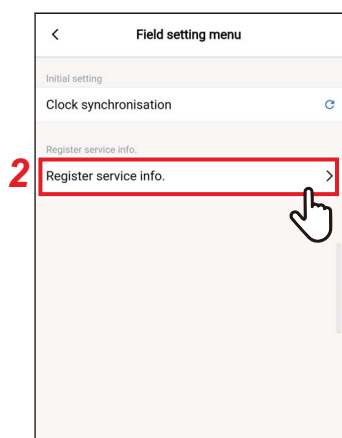 Field setting menu
Initial setting
Clock synchronisation
Register service info.
2
Register service info.